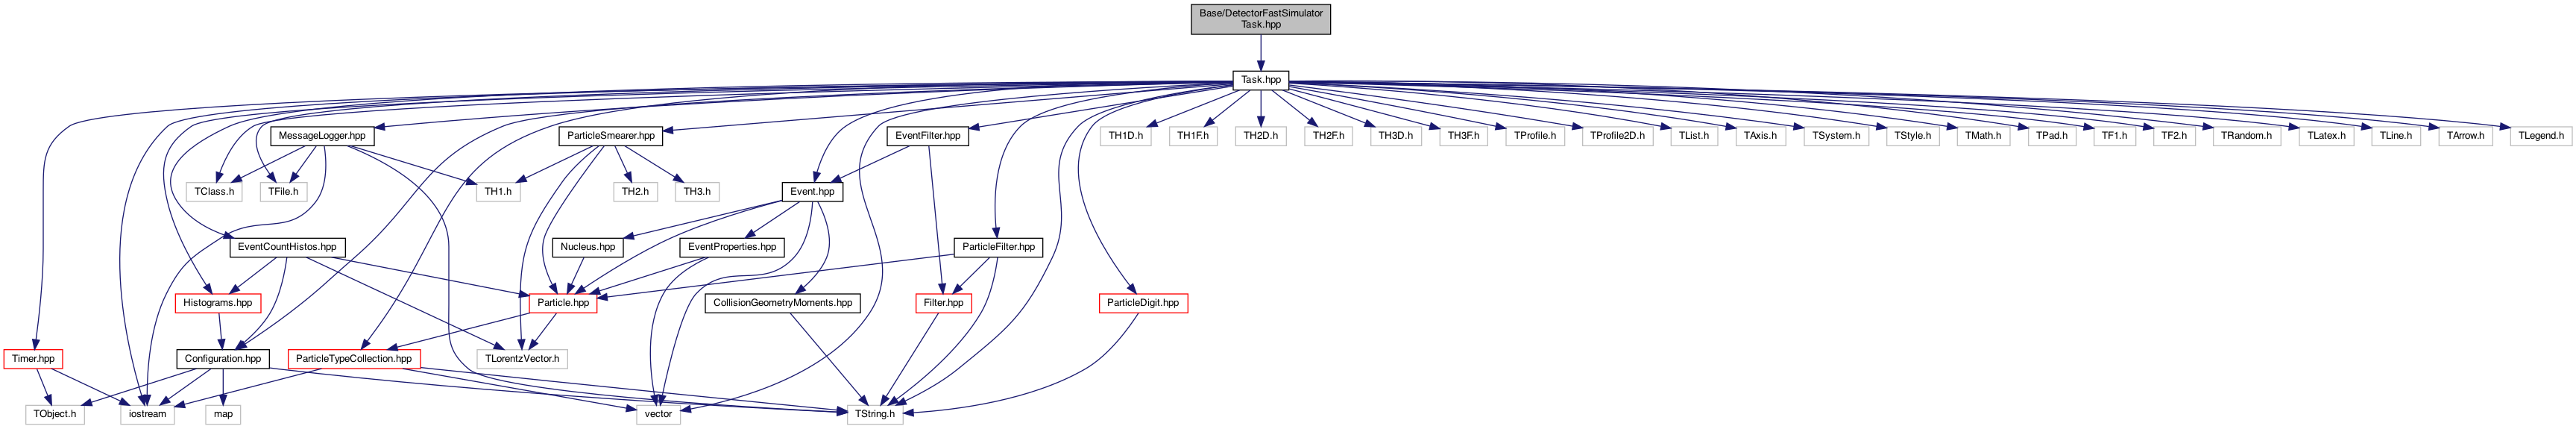 Base/DetectorFastSimulator
Task.hpp
Task.hpp
MessageLogger.hpp
ParticleSmearer.hpp
EventFilter.hpp
TH1D.h
TH1F.h
TH2D.h
TH2F.h
TH3D.h
TH3F.h
TProfile.h
TProfile2D.h
TList.h
TAxis.h
TSystem.h
TStyle.h
TMath.h
TPad.h
TF1.h
TF2.h
TRandom.h
TLatex.h
TLine.h
TArrow.h
TLegend.h
TClass.h
TFile.h
TH1.h
TH2.h
TH3.h
Event.hpp
EventCountHistos.hpp
Nucleus.hpp
EventProperties.hpp
ParticleFilter.hpp
Histograms.hpp
Particle.hpp
CollisionGeometryMoments.hpp
Filter.hpp
ParticleDigit.hpp
Timer.hpp
Configuration.hpp
ParticleTypeCollection.hpp
TLorentzVector.h
TObject.h
iostream
map
vector
TString.h